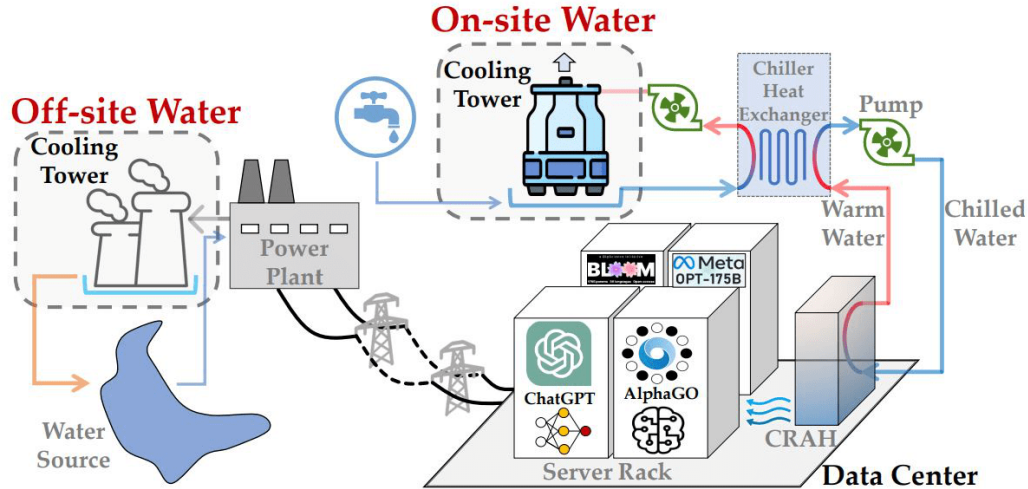 On-site Water
Cooling
Tower
Chiller
Heat
Exchanger
Pump
Off-site Water
Cooling
Tower
Power
Plant
Warm
Water
Chilled
Water
BLOOM
Meta
OPT-175B
ChatGPT
AlphaGO
Water
Source
CRAH
Server Rack
Data Center